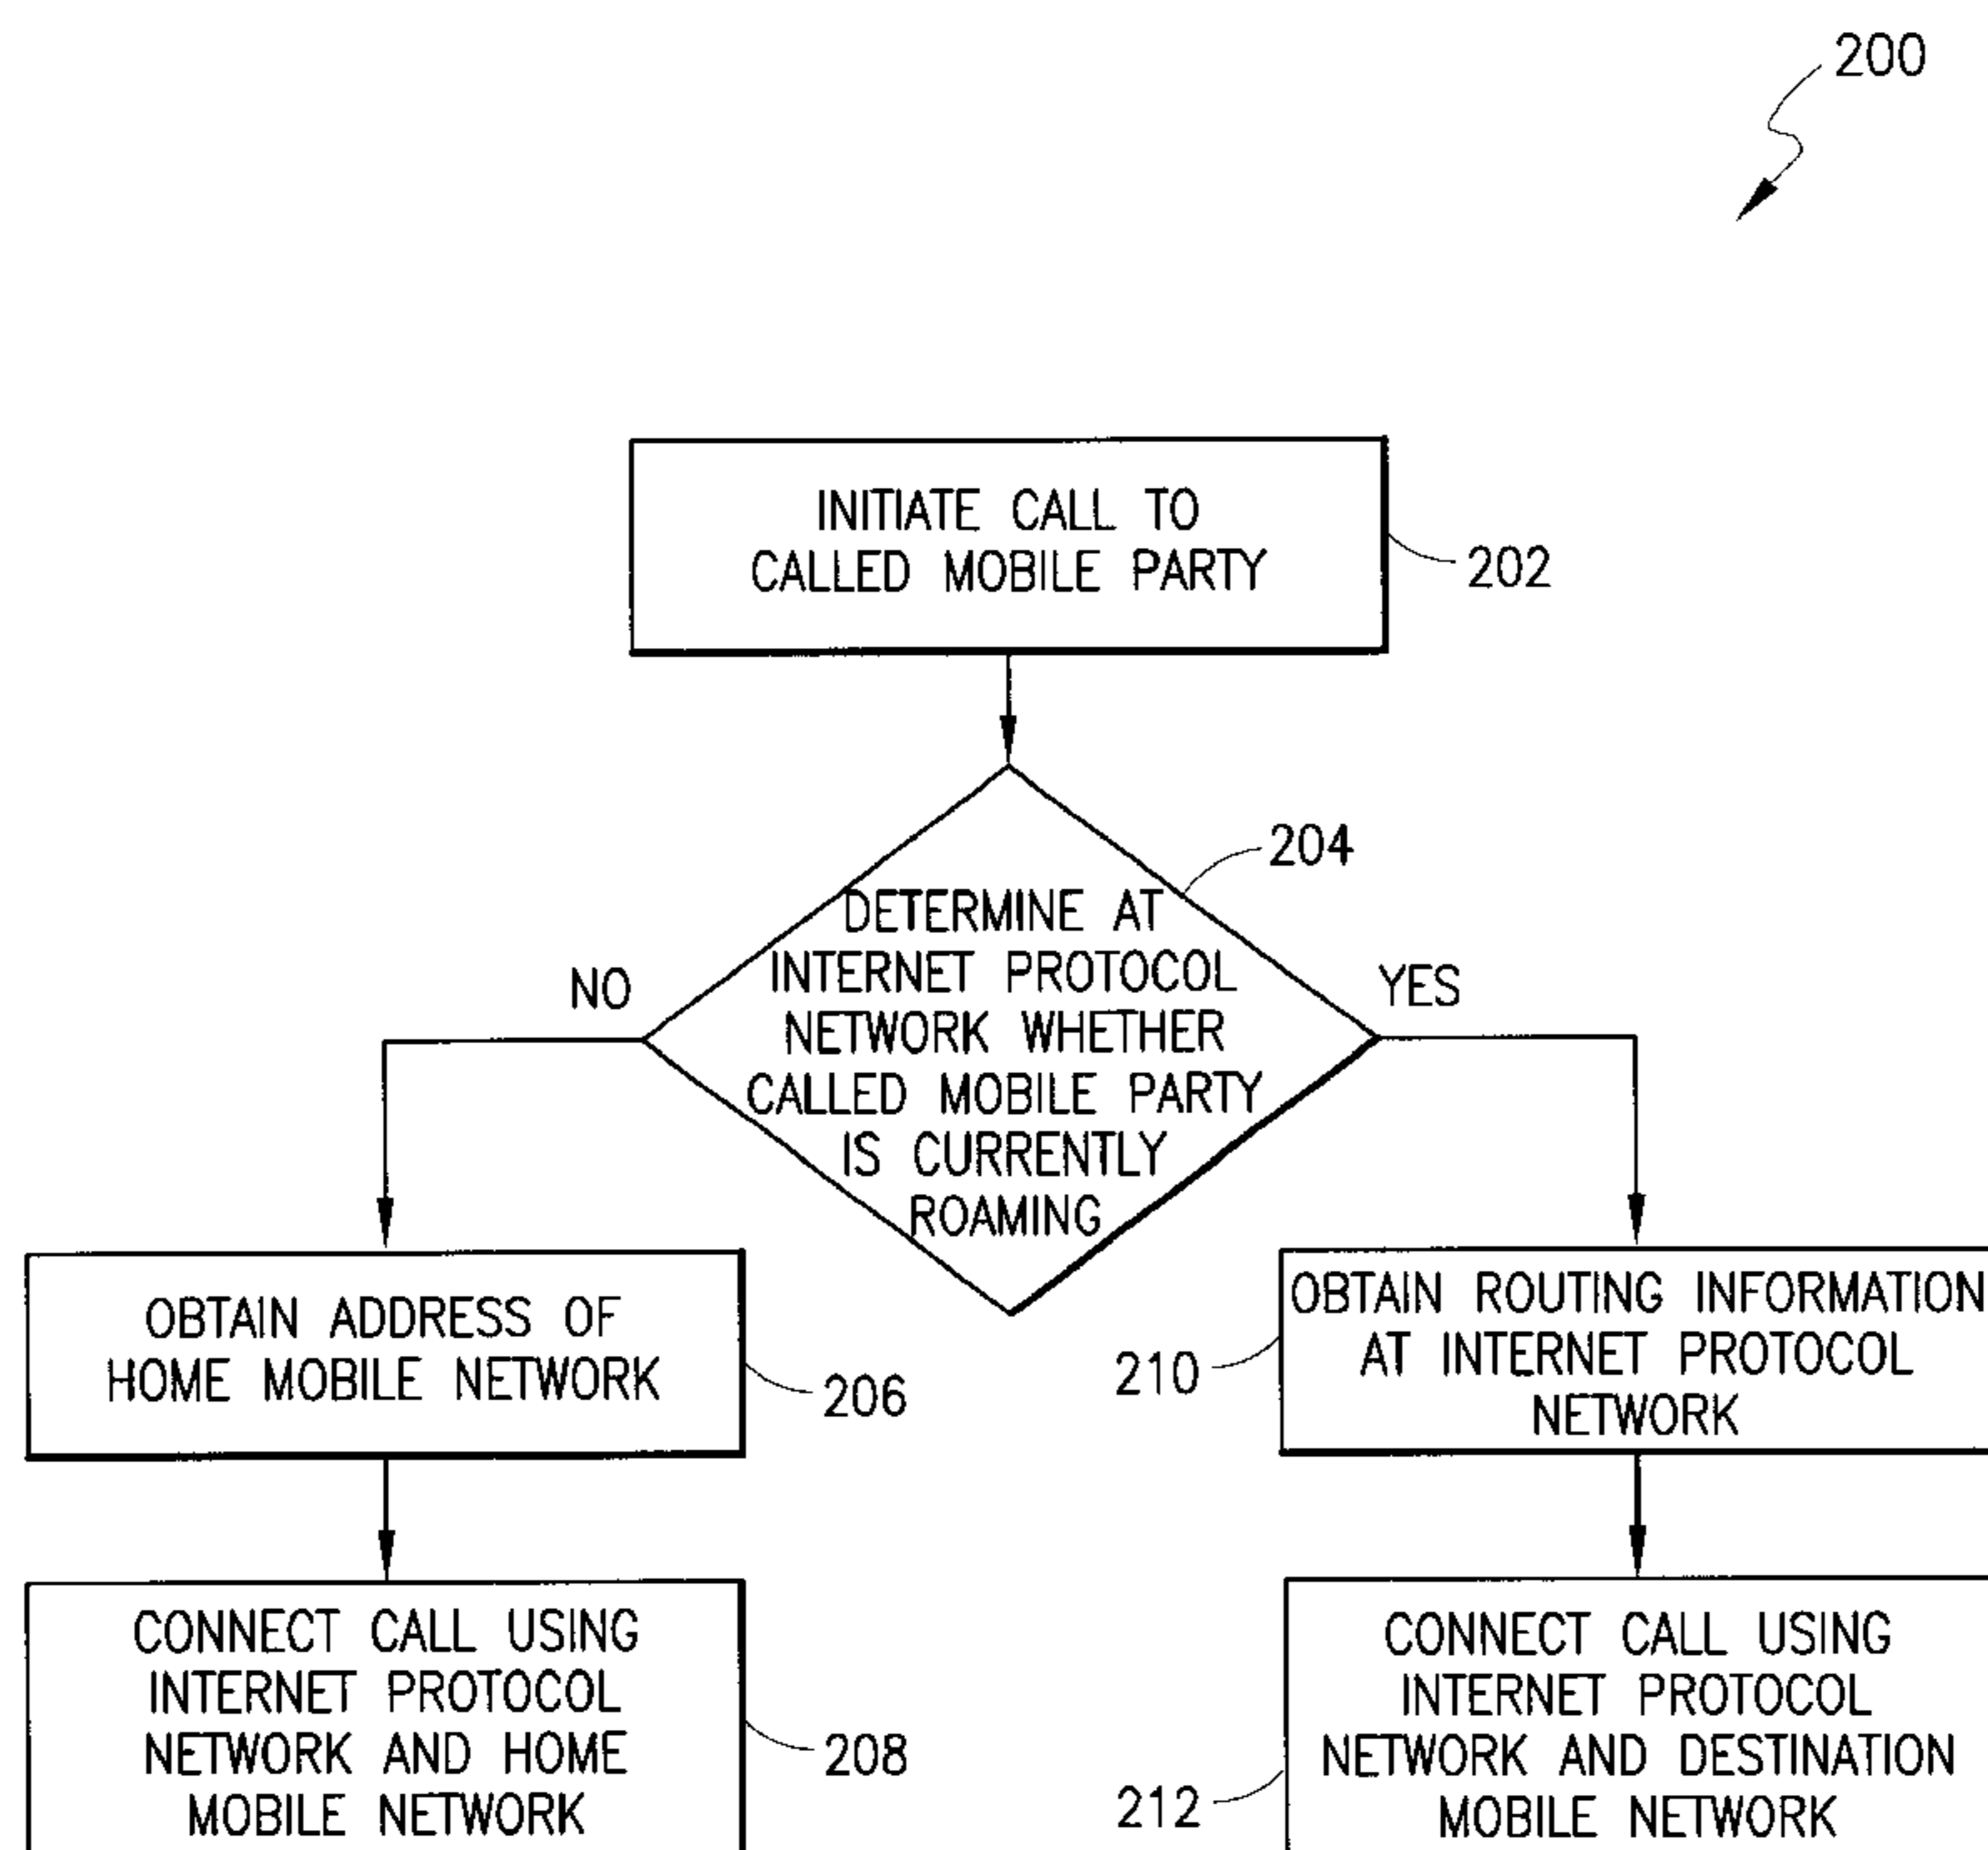 200
INITIATE CALL TO
CALLED MOBILE PARTY
202
204
DETERMINE AT
INTERNET PROTOCOL
NETWORK WHETHER
CALLED MOBILE PARTY
IS CURRENTLY
ROAMING
NO
YES
OBTAIN ADDRESS OF
HOME MOBILE NETWORK
206
210
OBTAIN ROUTING INFORMATION
AT INTERNET PROTOCOL
NETWORK
CONNECT CALL USING
INTERNET PROTOCOL
NETWORK AND HOME
MOBILE NETWORK
208
212
CONNECT CALL USING
INTERNET PROTOCOL
NETWORK AND DESTINATION
MOBILE NETWORK